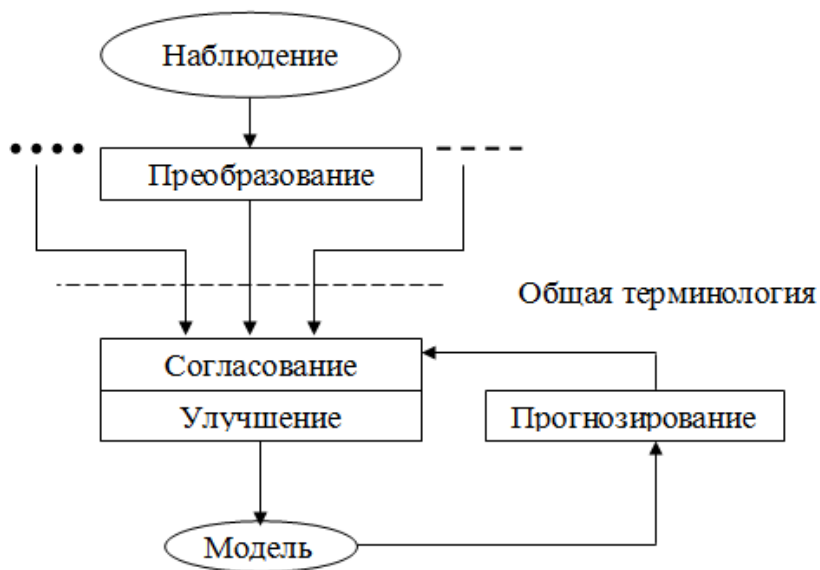 Наблюдение
Преобразование
Общая терминология
Согласование
Улучшение
Прогнозирование
Модель